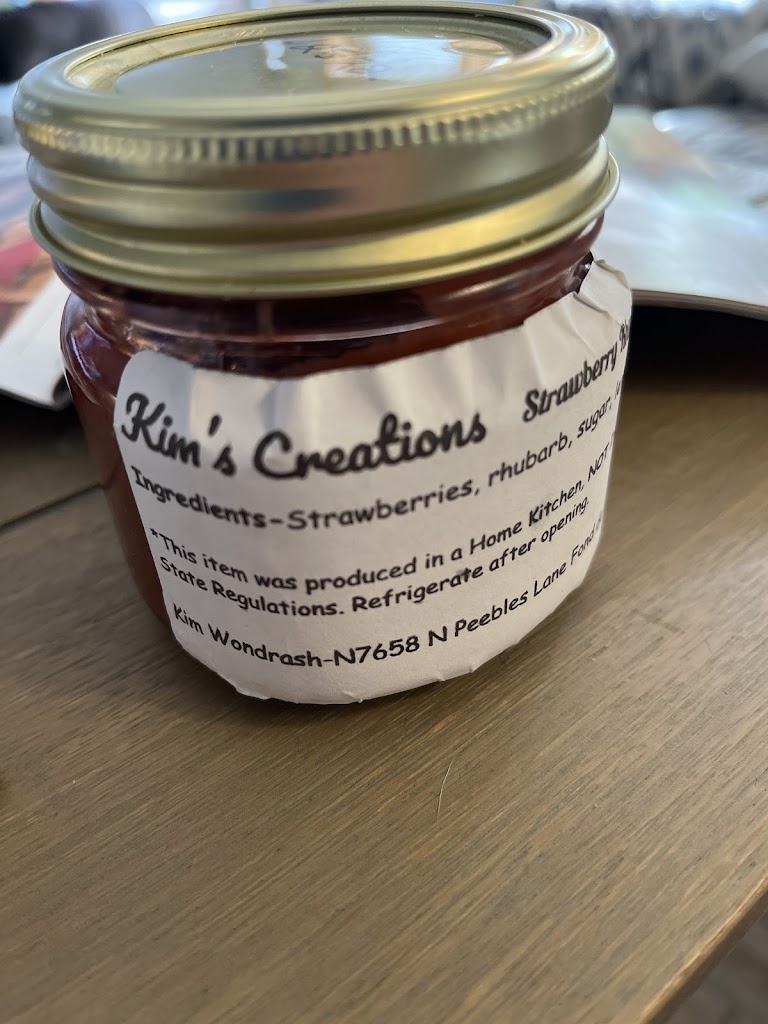 Kim's Creations Strawberry
Ingredients-Strawberries, rhubarb, sugar,
*This item was produced in a Home Kitchen, NOT
State Regulations. Refrigerate after opening.
Kim Wondrash-N7658 N Peebles Lane Fond